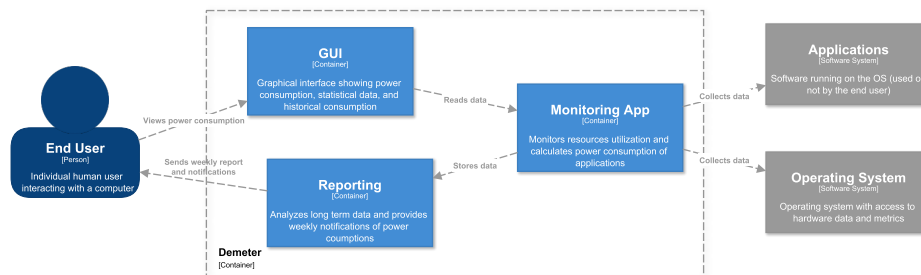 End User
[Person]
Individual human user
interacting with a computer
Views power consumption
Sends weekly report
and notifications
GUI
[Container]
Graphical interface showing power
consumption, statistical data, and
historical consumption
Reads data
Reporting
[Container]
Analyzes long term data and provides
weekly notifications of power
coumptions
Stores data
Demeter
[Container]
Monitoring App
[Container]
Monitors resources utilization and
calculates power consumption of
applications
Collects data
Collects data
Applications
[Software System]
Software running on the OS (used o
not by the end user)
Operating System
[Software System]
Operating system with access to
hardware data and metrics